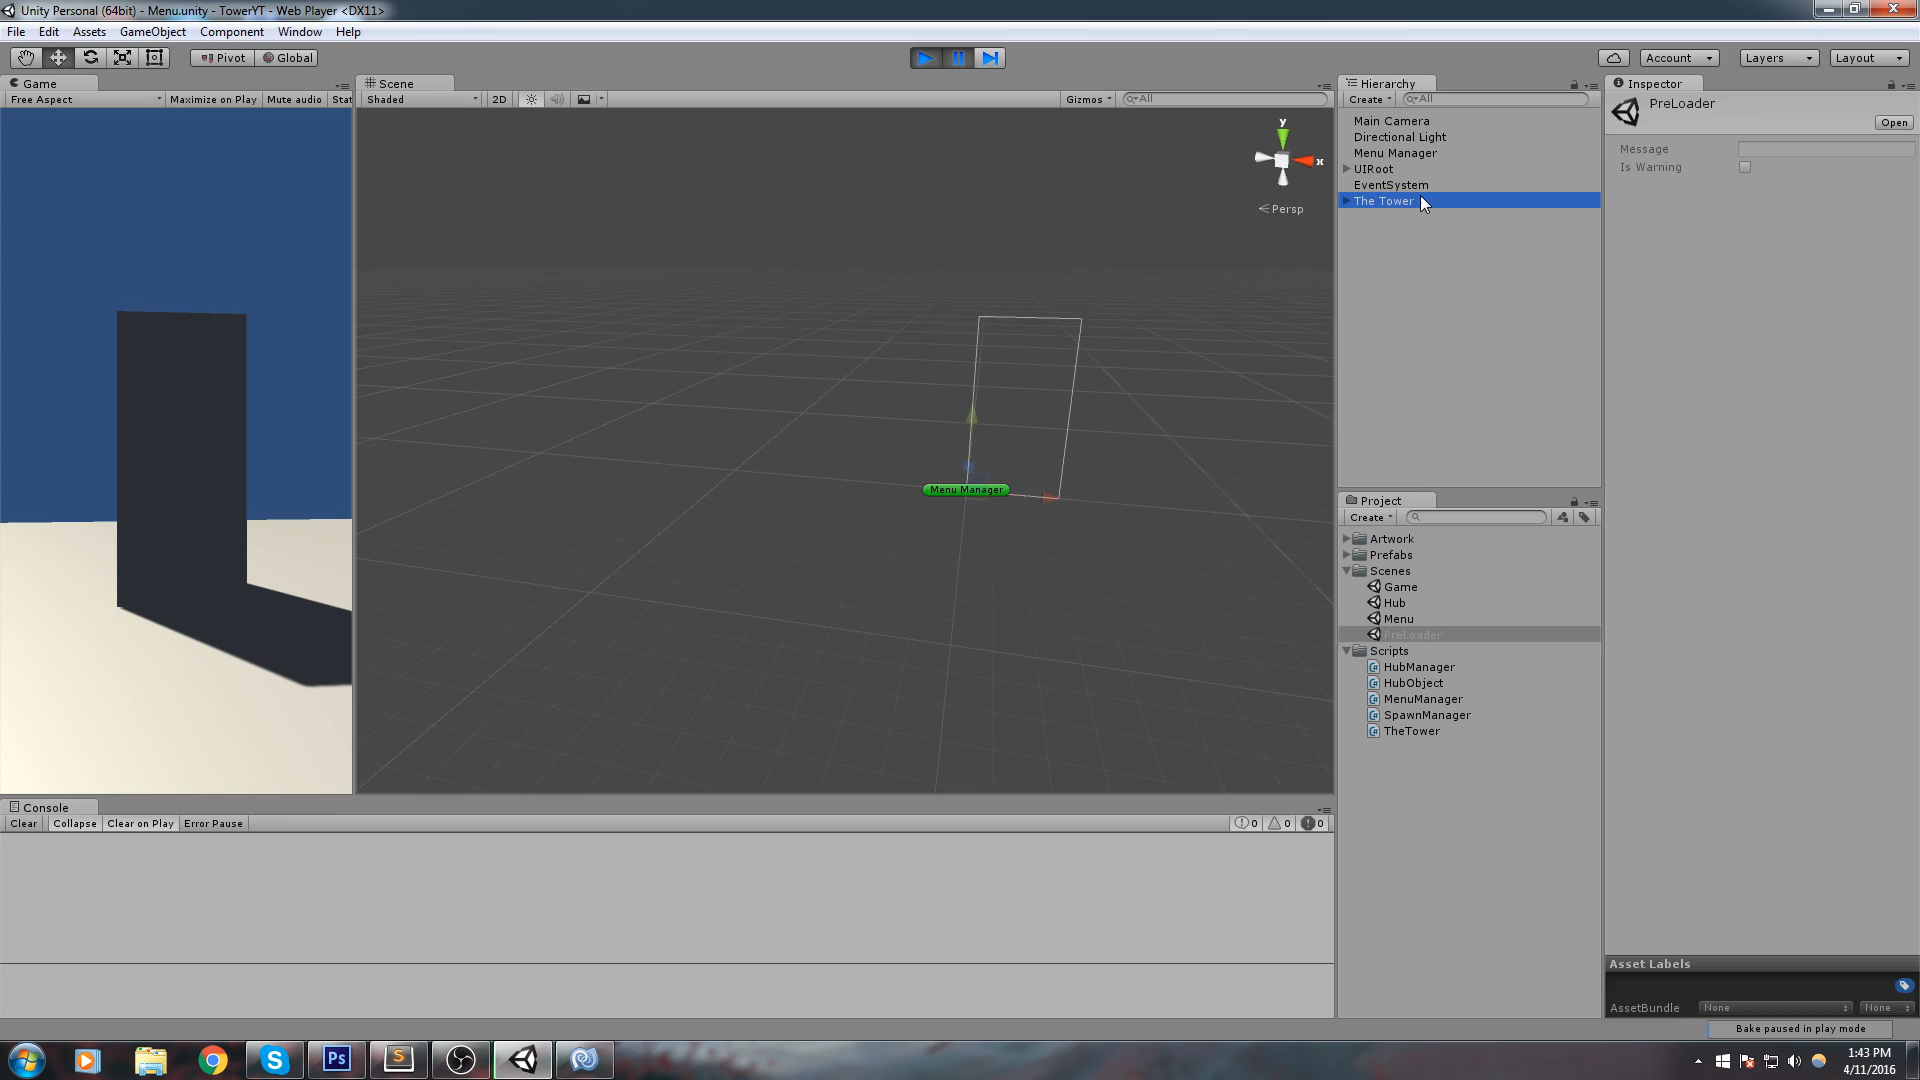 Unity Personal (64bit) - Menu.unity - TowerYT - Web Player <DX11>
File Edit Assets GameObject Component Window Help
Pivot Global Account Layers Layout
Game
Free Aspect Maximize on Play Mute audio Stat
Scene
Shaded 2D Gizmos All
y
x
Persp
Menu Manager
Hierarchy
Create All
Main Camera
Directional Light
Menu Manager
UIRoot
EventSystem
The Tower
Project
Create
Artwork
Prefabs
Scenes
Game
Hub
Menu
PreLoader
Scripts
HubManager
HubObject
MenuManager
SpawnManager
TheTower
Inspector
PreLoader
Open
Message
Is Warning
Asset Labels
AssetBundle None None
Console
Clear Collapse Clear on Play Error Pause 0 0 0
Bake paused in play mode
Ps S
1:43 PM
4/11/2016